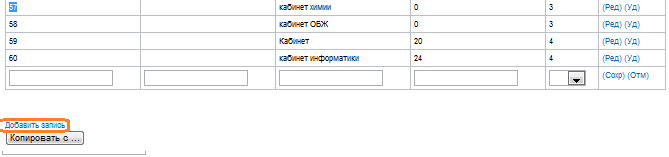 57 кабинет химии 0 3 (Ред) (Уд)
58 кабинет ОБЖ 0 3 (Ред) (Уд)
59 Кабинет 20 4 (Ред) (Уд)
60 кабинет информатики 24 4 (Ред) (Уд)
(Сохр) (Отм)
Добавить запись
Копировать с ...